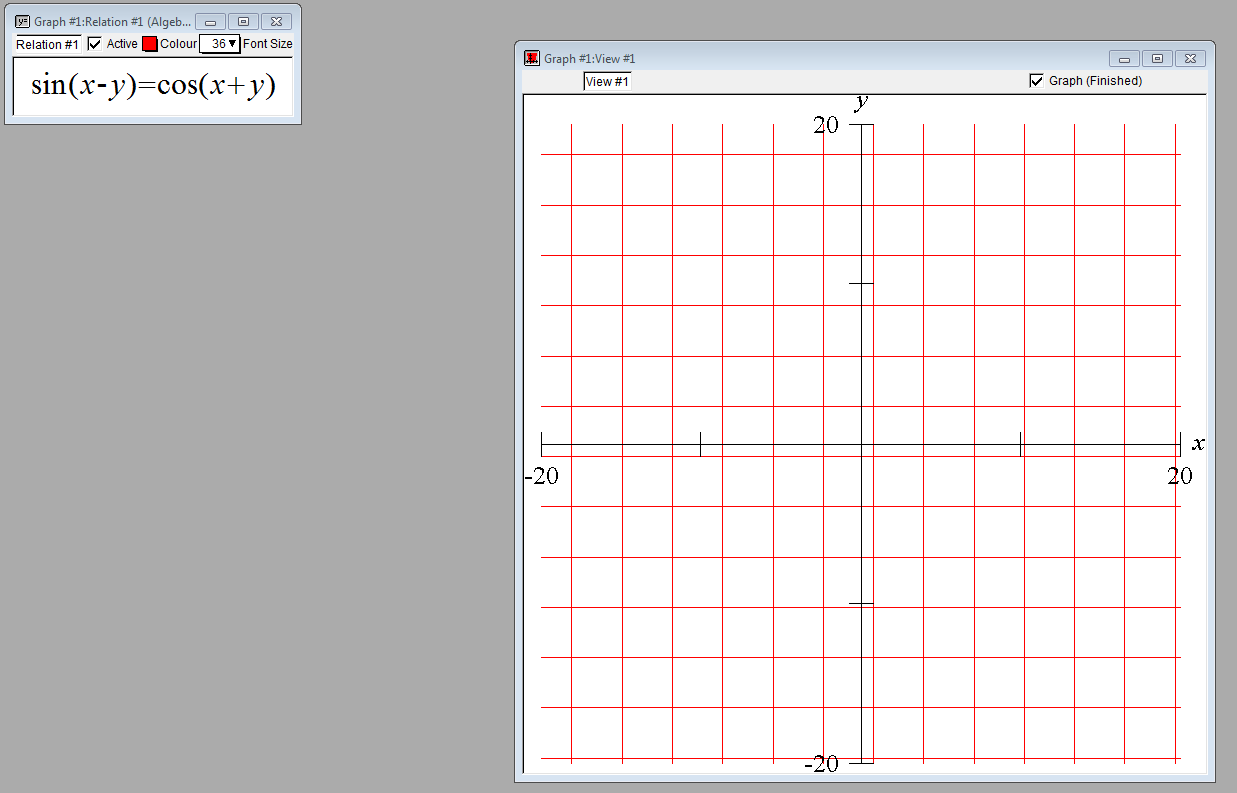 Graph #1:Relation #1 (Algeb...
Relation #1 Active Colour 36 Font Size
sin(x-y)=cos(x+y)
Graph #1:View #1
View #1 Graph (Finished)
y
20
x
-20 20
-20